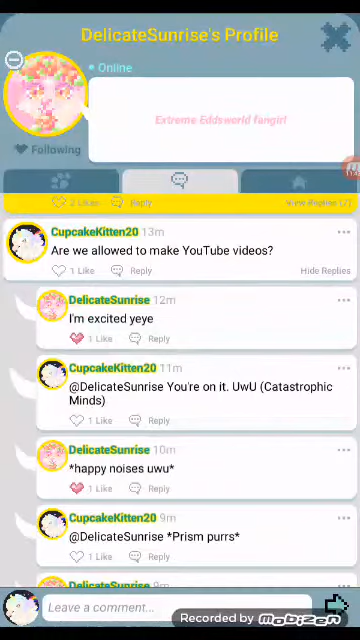 DelicateSunrise's Profile
Online
Extreme Eddsworld fangirl
Following
2 Likes Reply View Replies (7)
CupcakeKitten20 13m
Are we allowed to make YouTube videos?
1 Like Reply Hide Replies
DelicateSunrise 12m
I'm excited yeye
1 Like Reply
CupcakeKitten20 11m
@DelicateSunrise You're on it. UwU (Catastrophic
Minds)
1 Like Reply
DelicateSunrise 10m
*happy noises uwu*
1 Like Reply
CupcakeKitten20 9m
@DelicateSunrise *Prism purrs*
1 Like Reply
DelicateSunrise 9m
Leave a comment...
Recorded by MOBIZEN